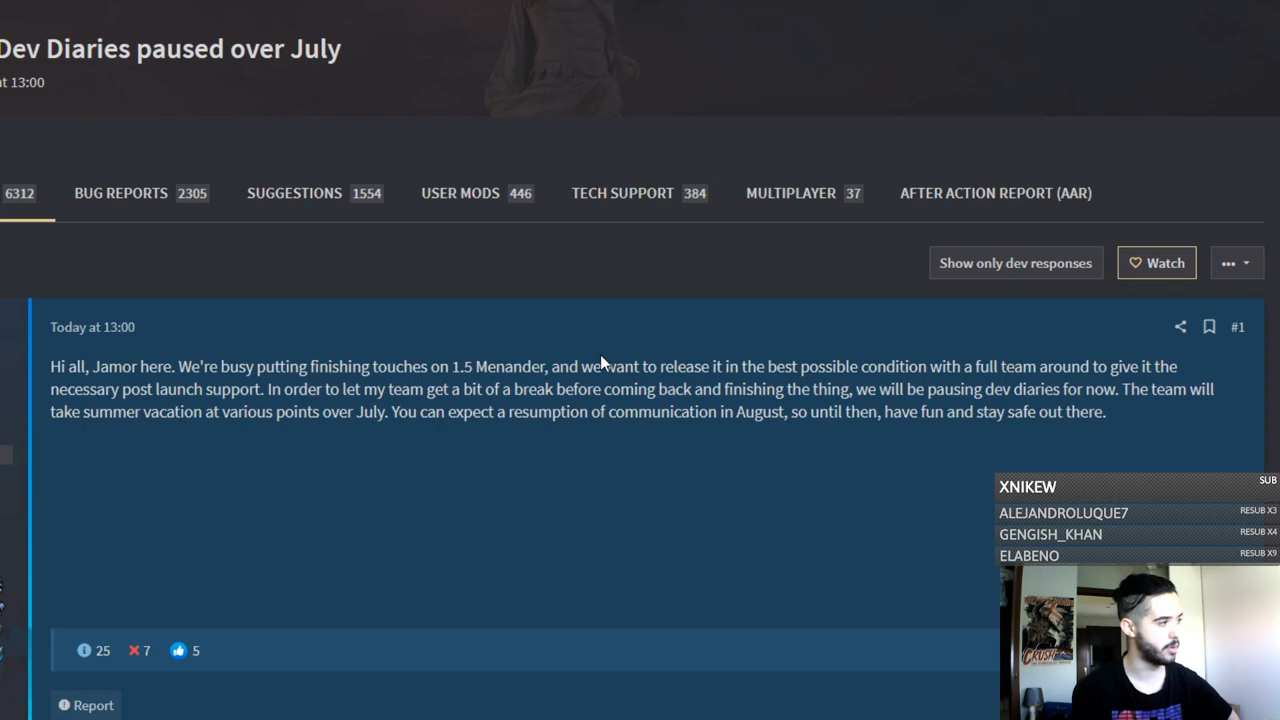 Dev Diaries paused over July
at 13:00
6312 BUG REPORTS 2305 SUGGESTIONS 1554 USER MODS 446 TECH SUPPORT 384 MULTIPLAYER 37 AFTER ACTION REPORT (AAR)
Show only dev responses Watch
Today at 13:00 #1
Hi all, Jamor here. We're busy putting finishing touches on 1.5 Menander, and we want to release it in the best possible condition with a full team around to give it the
necessary post launch support. In order to let my team get a bit of a break before coming back and finishing the thing, we will be pausing dev diaries for now. The team will
take summer vacation at various points over July. You can expect a resumption of communication in August, so until then, have fun and stay safe out there.
XNIKEW SUB
ALEJANDROLUQUE7 RESUB X3
GENGISH_KHAN RESUB X4
ELABENO RESUB X9
CRUSH
25 7 5
Report